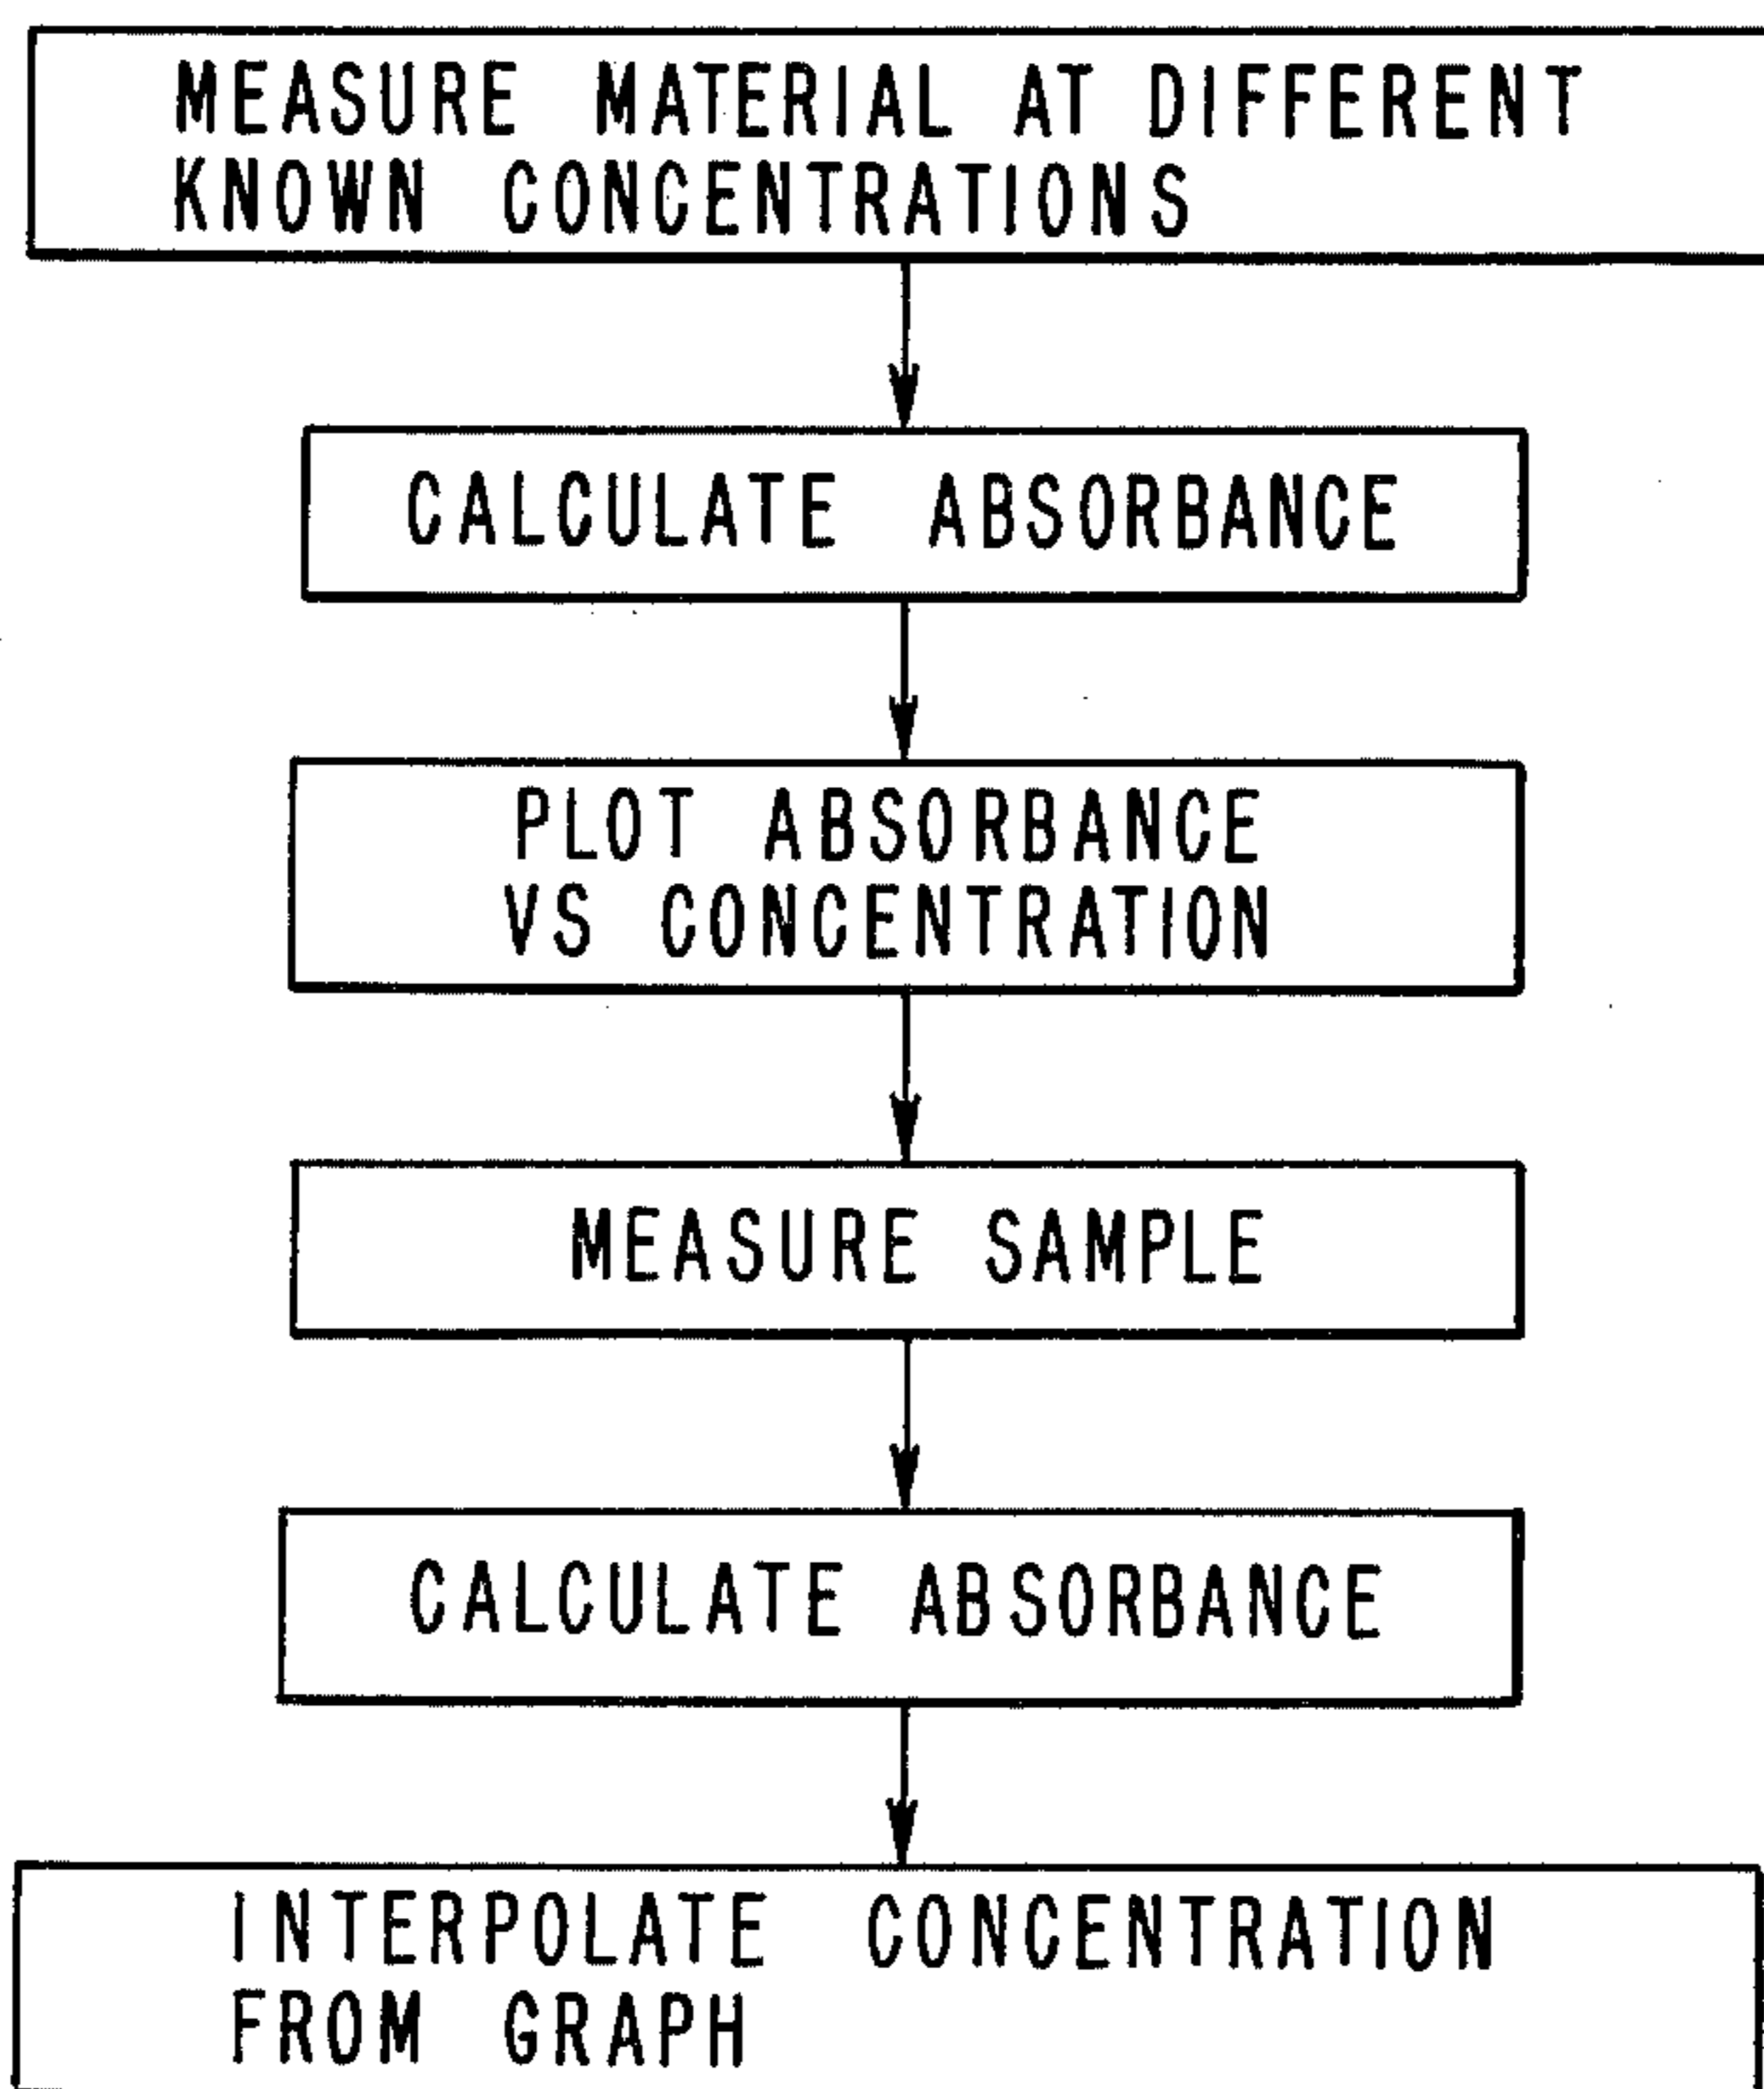 MEASURE MATERIAL AT DIFFERENT
KNOWN CONCENTRATIONS
CALCULATE ABSORBANCE
PLOT ABSORBANCE
VS CONCENTRATION
MEASURE SAMPLE
CALCULATE ABSORBANCE
INTERPOLATE CONCENTRATION
FROM GRAPH